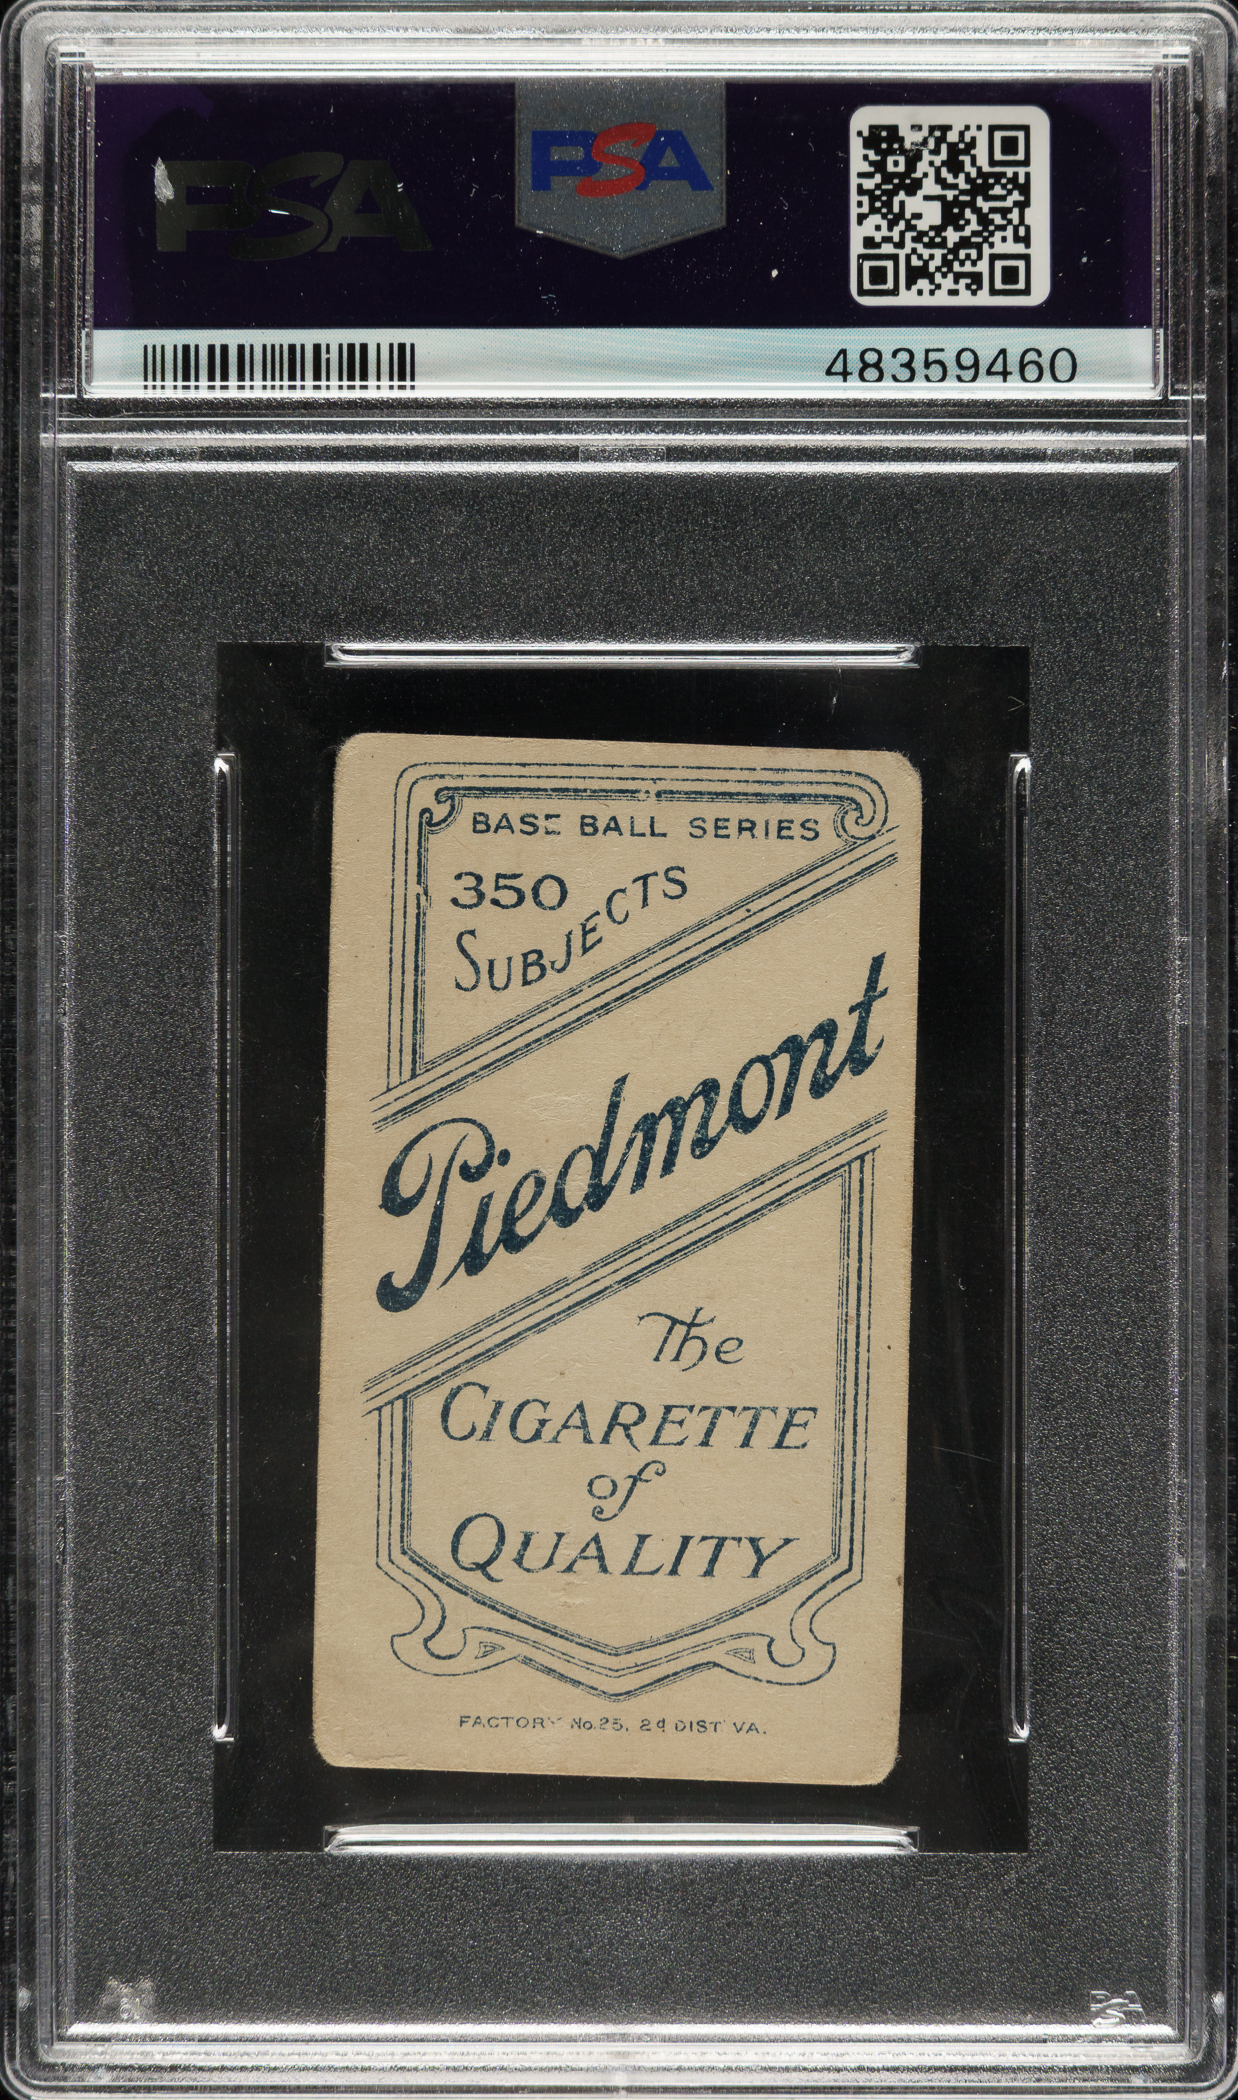 PSA
PSA
48359460
BASE BALL SERIES
350
SUBJECTS
Piedmont
The
CIGARETTE
of
QUALITY
FACTORY No. 25, 2d DIST VA.
PSA